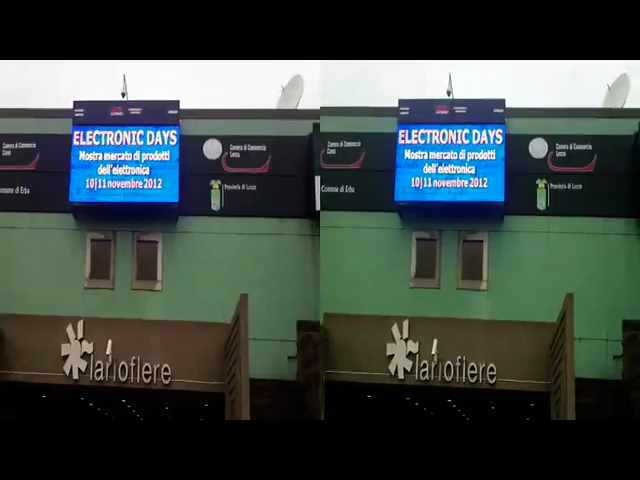 ELECTRONIC DAYS
Mostra mercato di prodotti
dell'elettronica
10|11 novembre 2012
Camera di Commercio
Como
Comune di Erba
Camera di Commercio
Lecco
Provincia di Lecco
lariofiere
ELECTRONIC DAYS
Mostra mercato di prodotti
dell'elettronica
10|11 novembre 2012
Camera di Commercio
Como
Comune di Erba
Camera di Commercio
Lecco
Provincia di Lecco
lariofiere